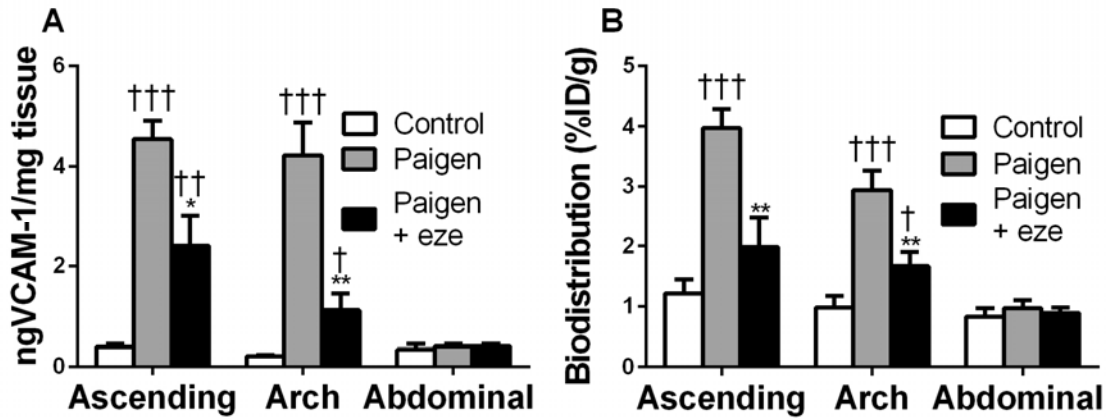 A
ngVCAM-1/mg tissue
6
4
2
0
†††
††
*
†††
†
**
Control
Paigen
Paigen
+ eze
Ascending Arch Abdominal
B
Biodistribution (%ID/g)
5
4
3
2
1
0
†††
**
†††
†
**
Control
Paigen
Paigen
+ eze
Ascending Arch Abdominal